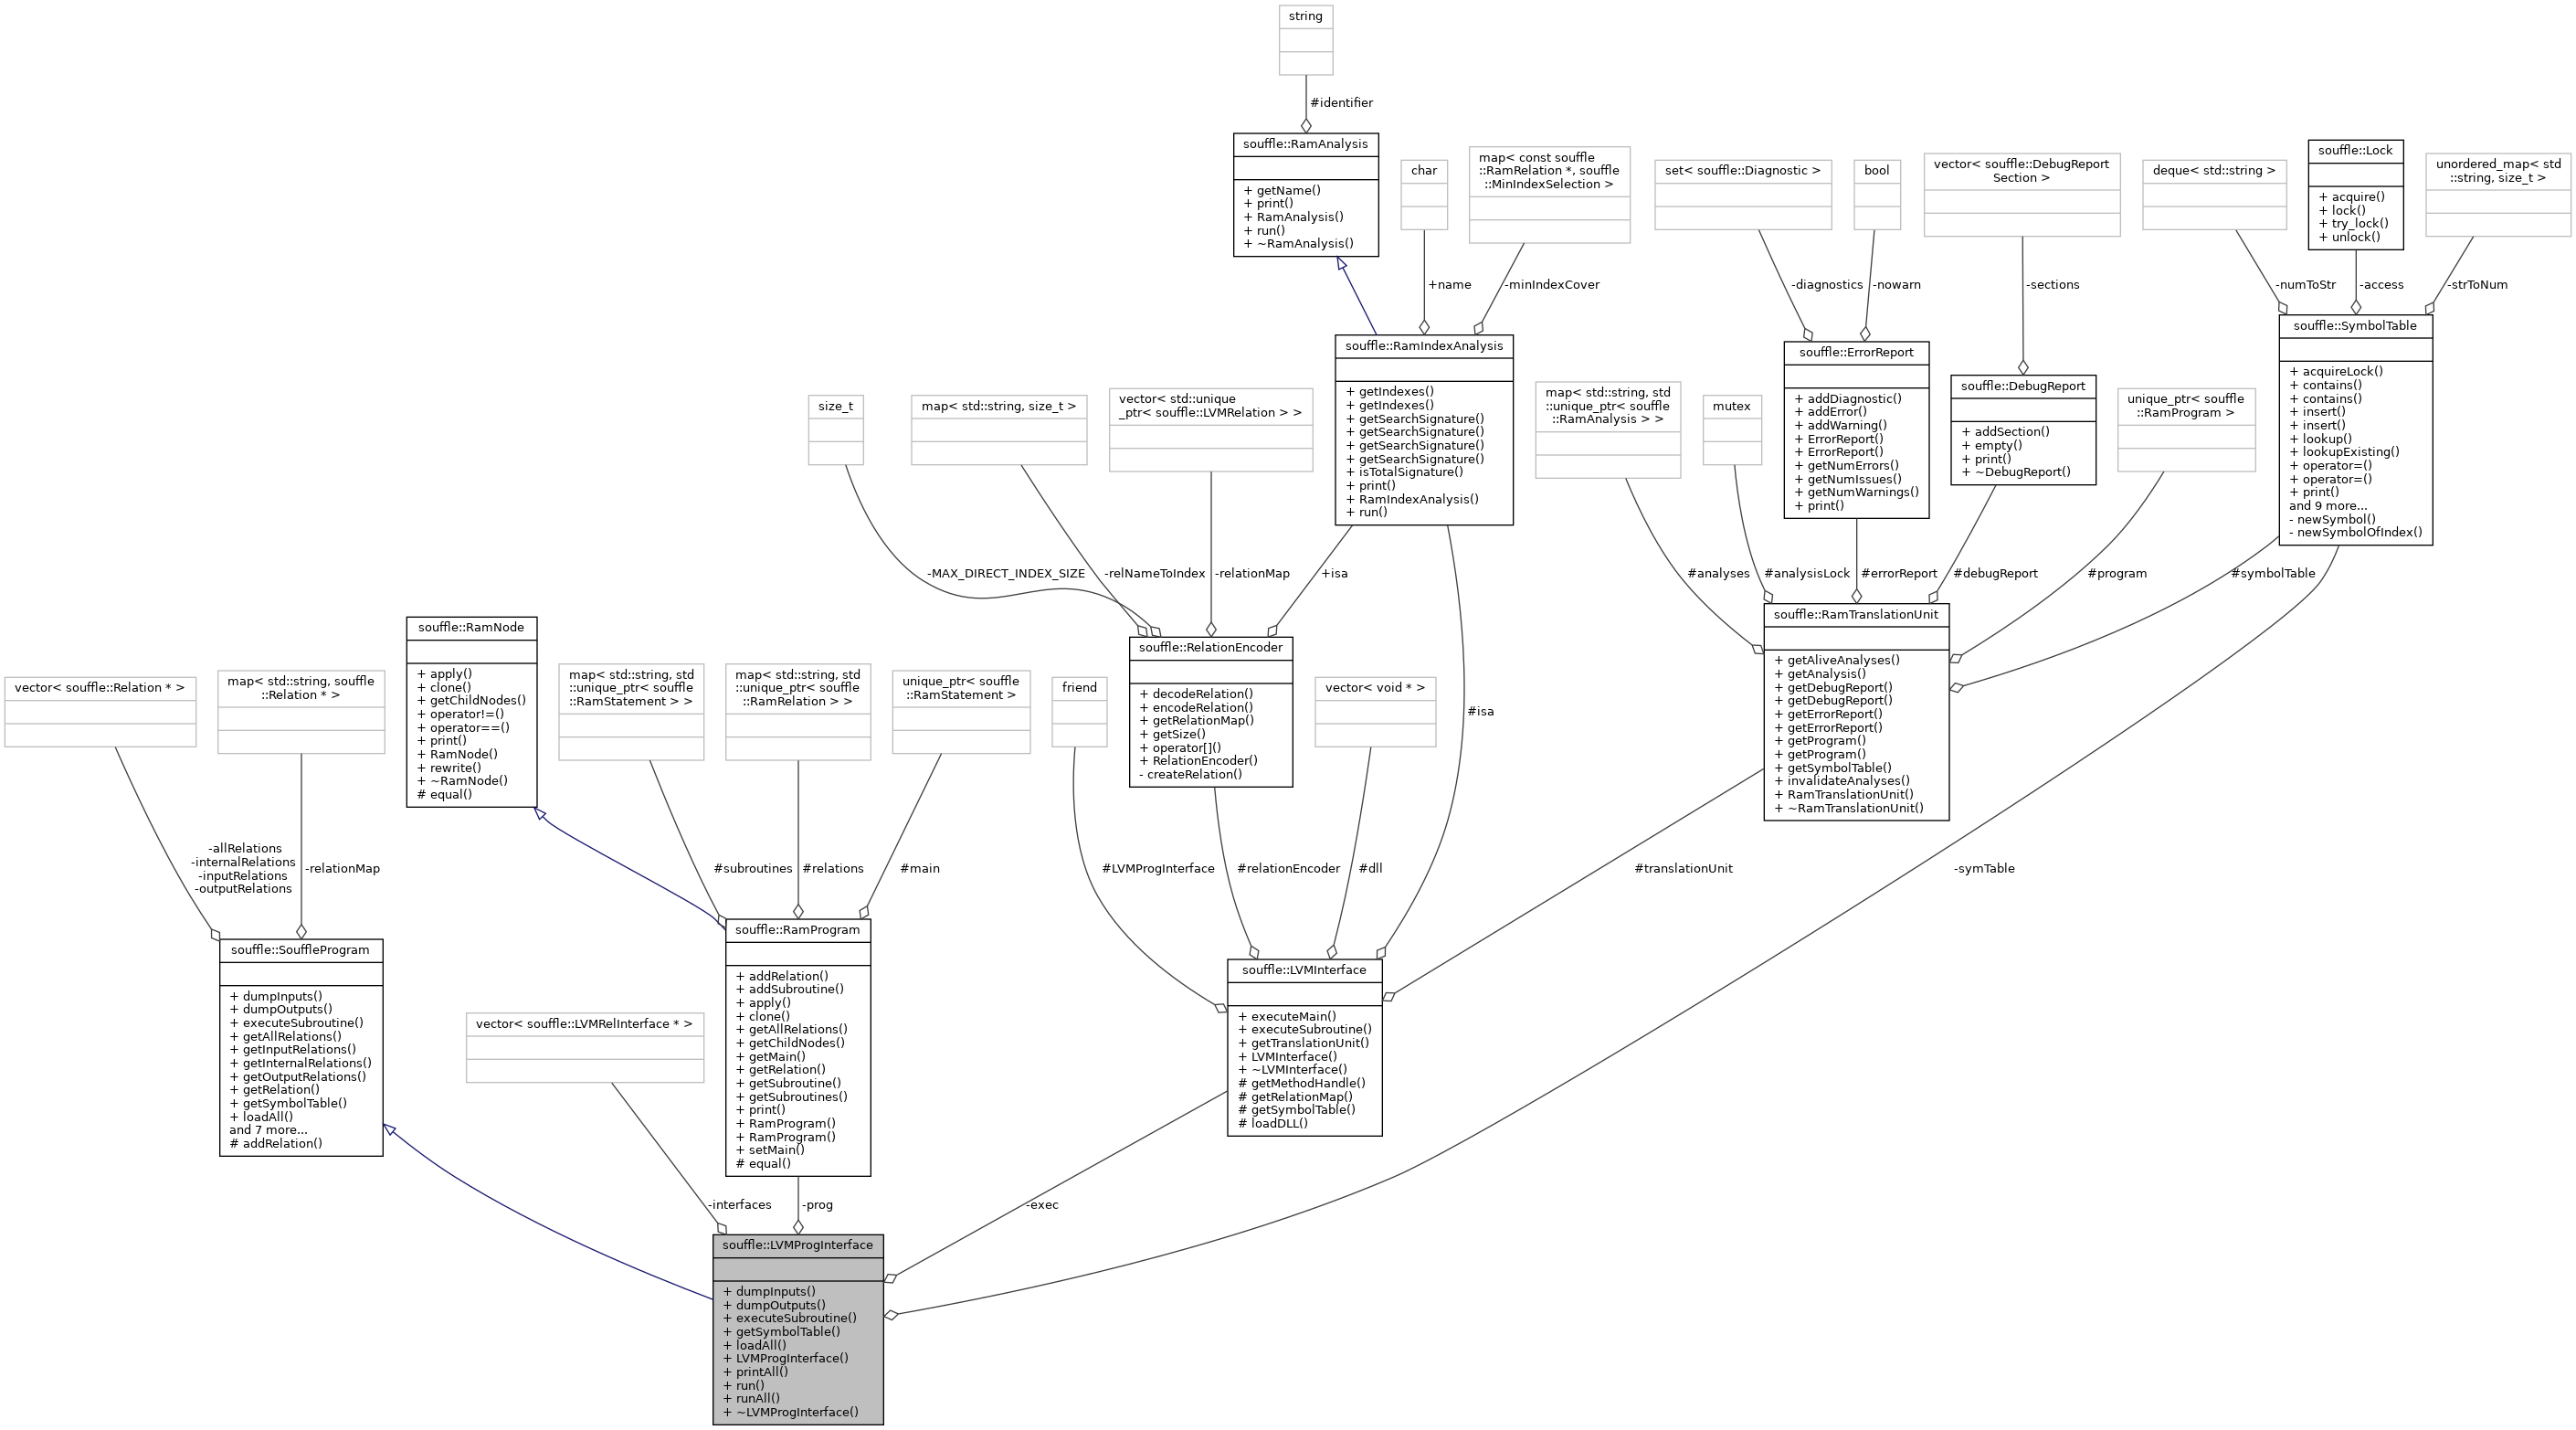 string
#identifier
souffle::RamAnalysis
+ getName()
+ print()
+ RamAnalysis()
+ run()
+ ~RamAnalysis()
char
map< const souffle
::RamRelation *, souffle
::MinIndexSelection >
set< souffle::Diagnostic >
bool
vector< souffle::DebugReport
Section >
deque< std::string >
souffle::Lock
+ acquire()
+ lock()
+ try_lock()
+ unlock()
unordered_map< std
::string, size_t >
+name
-minIndexCover
-diagnostics
-nowarn
-sections
-numToStr
-access
-strToNum
souffle::RamIndexAnalysis
+ getIndexes()
+ getIndexes()
+ getSearchSignature()
+ getSearchSignature()
+ getSearchSignature()
+ getSearchSignature()
+ isTotalSignature()
+ print()
+ RamIndexAnalysis()
+ run()
souffle::ErrorReport
+ addDiagnostic()
+ addError()
+ addWarning()
+ ErrorReport()
+ ErrorReport()
+ getNumErrors()
+ getNumIssues()
+ getNumWarnings()
+ print()
souffle::DebugReport
+ addSection()
+ empty()
+ print()
+ ~DebugReport()
souffle::SymbolTable
+ acquireLock()
+ contains()
+ contains()
+ insert()
+ insert()
+ lookup()
+ lookupExisting()
+ operator=()
+ operator=()
+ print()
and 9 more...
- newSymbol()
- newSymbolOfIndex()
size_t
map< std::string, size_t >
vector< std::unique
_ptr< souffle::LVMRelation > >
map< std::string, std
::unique_ptr< souffle
::RamAnalysis > >
mutex
unique_ptr< souffle
::RamProgram >
-MAX_DIRECT_INDEX_SIZE
-relNameToIndex
-relationMap
+isa
#analyses
#analysisLock
#errorReport
#debugReport
#program
#symbolTable
souffle::RamNode
+ apply()
+ clone()
+ getChildNodes()
+ operator!=()
+ operator==()
+ print()
+ RamNode()
+ rewrite()
+ ~RamNode()
# equal()
souffle::RelationEncoder
+ decodeRelation()
+ encodeRelation()
+ getRelationMap()
+ getSize()
+ operator[]()
+ RelationEncoder()
- createRelation()
souffle::RamTranslationUnit
+ getAliveAnalyses()
+ getAnalysis()
+ getDebugReport()
+ getDebugReport()
+ getErrorReport()
+ getErrorReport()
+ getProgram()
+ getProgram()
+ getSymbolTable()
+ invalidateAnalyses()
+ RamTranslationUnit()
+ ~RamTranslationUnit()
vector< souffle::Relation * >
map< std::string, souffle
::Relation * >
map< std::string, std
::unique_ptr< souffle
::RamStatement > >
map< std::string, std
::unique_ptr< souffle
::RamRelation > >
unique_ptr< souffle
::RamStatement >
friend
vector< void * >
#isa
-allRelations
-internalRelations
-inputRelations
-outputRelations
-relationMap
#subroutines
#relations
#main
#LVMProgInterface
#relationEncoder
#dll
#translationUnit
-symTable
souffle::SouffleProgram
+ dumpInputs()
+ dumpOutputs()
+ executeSubroutine()
+ getAllRelations()
+ getInputRelations()
+ getInternalRelations()
+ getOutputRelations()
+ getRelation()
+ getSymbolTable()
+ loadAll()
and 7 more...
# addRelation()
vector< souffle::LVMRelInterface * >
souffle::RamProgram
+ addRelation()
+ addSubroutine()
+ apply()
+ clone()
+ getAllRelations()
+ getChildNodes()
+ getMain()
+ getRelation()
+ getSubroutine()
+ getSubroutines()
+ print()
+ RamProgram()
+ RamProgram()
+ setMain()
# equal()
souffle::LVMInterface
+ executeMain()
+ executeSubroutine()
+ getTranslationUnit()
+ LVMInterface()
+ ~LVMInterface()
# getMethodHandle()
# getRelationMap()
# getSymbolTable()
# loadDLL()
-interfaces
-prog
-exec
souffle::LVMProgInterface
+ dumpInputs()
+ dumpOutputs()
+ executeSubroutine()
+ getSymbolTable()
+ loadAll()
+ LVMProgInterface()
+ printAll()
+ run()
+ runAll()
+ ~LVMProgInterface()